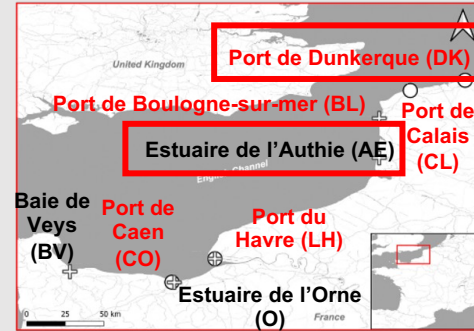 United Kingdom
Port de Dunkerque (DK)
Port de Boulogne-sur-mer (BL)
Port de
Calais
(CL)
Estuaire de l'Authie (AE)
English Channel
Baie de
Veys
(BV)
Port de
Caen
(CO)
Port du
Havre (LH)
Estuaire de l'Orne
(O)
France
0 25 50 km